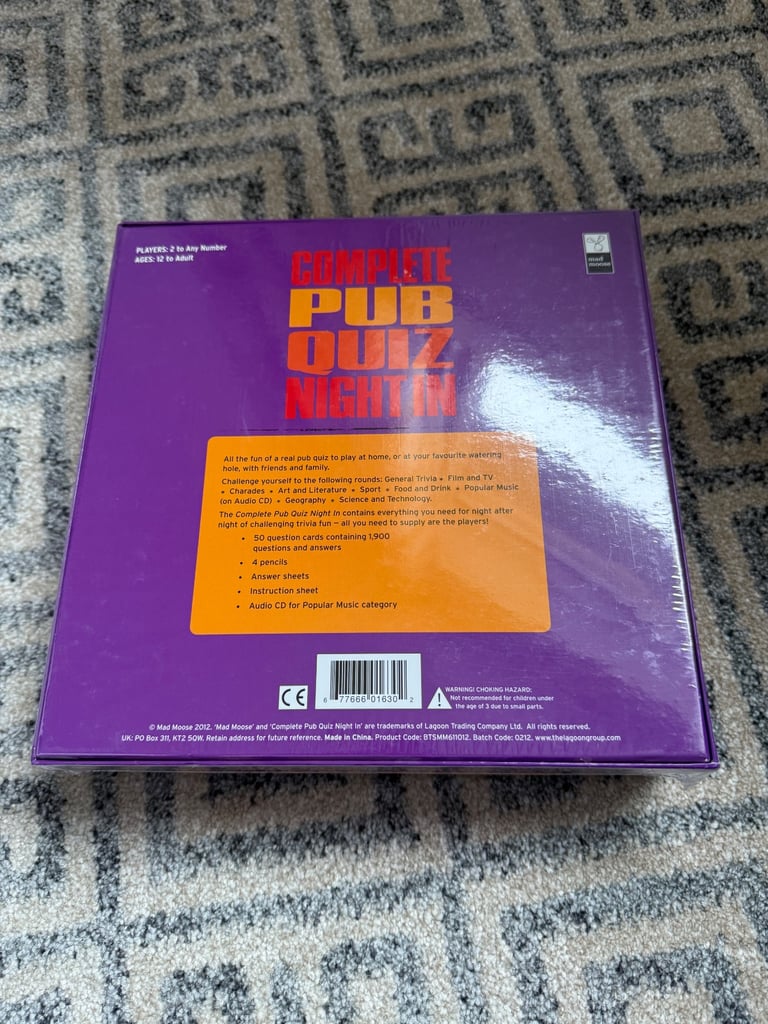 PLAYERS: 2 to Any Number
AGES: 12 to Adult
mad
moose
COMPLETE
PUB
QUIZ
NIGHT IN
All the fun of a real pub quiz to play at home, or at your favourite watering
hole, with friends and family.
Challenge yourself to the following rounds: General Trivia • Film and TV
• Charades • Art and Literature • Sport • Food and Drink • Popular Music
(on Audio CD) • Geography • Science and Technology.
The Complete Pub Quiz Night In contains everything you need for night after
night of challenging trivia fun – all you need to supply are the players!
• 50 question cards containing 1,900
questions and answers
• 4 pencils
• Answer sheets
• Instruction sheet
• Audio CD for Popular Music category
CE
6 77666 01630 2
WARNING! CHOKING HAZARD:
Not recommended for children under
the age of 3 due to small parts.
© Mad Moose 2012. 'Mad Moose' and 'Complete Pub Quiz Night In' are trademarks of Lagoon Trading Company Ltd. All rights reserved.
UK: PO Box 311, KT2 5QW. Retain address for future reference. Made in China. Product Code: BTSMM611012. Batch Code: 0212. www.thelagoongroup.com